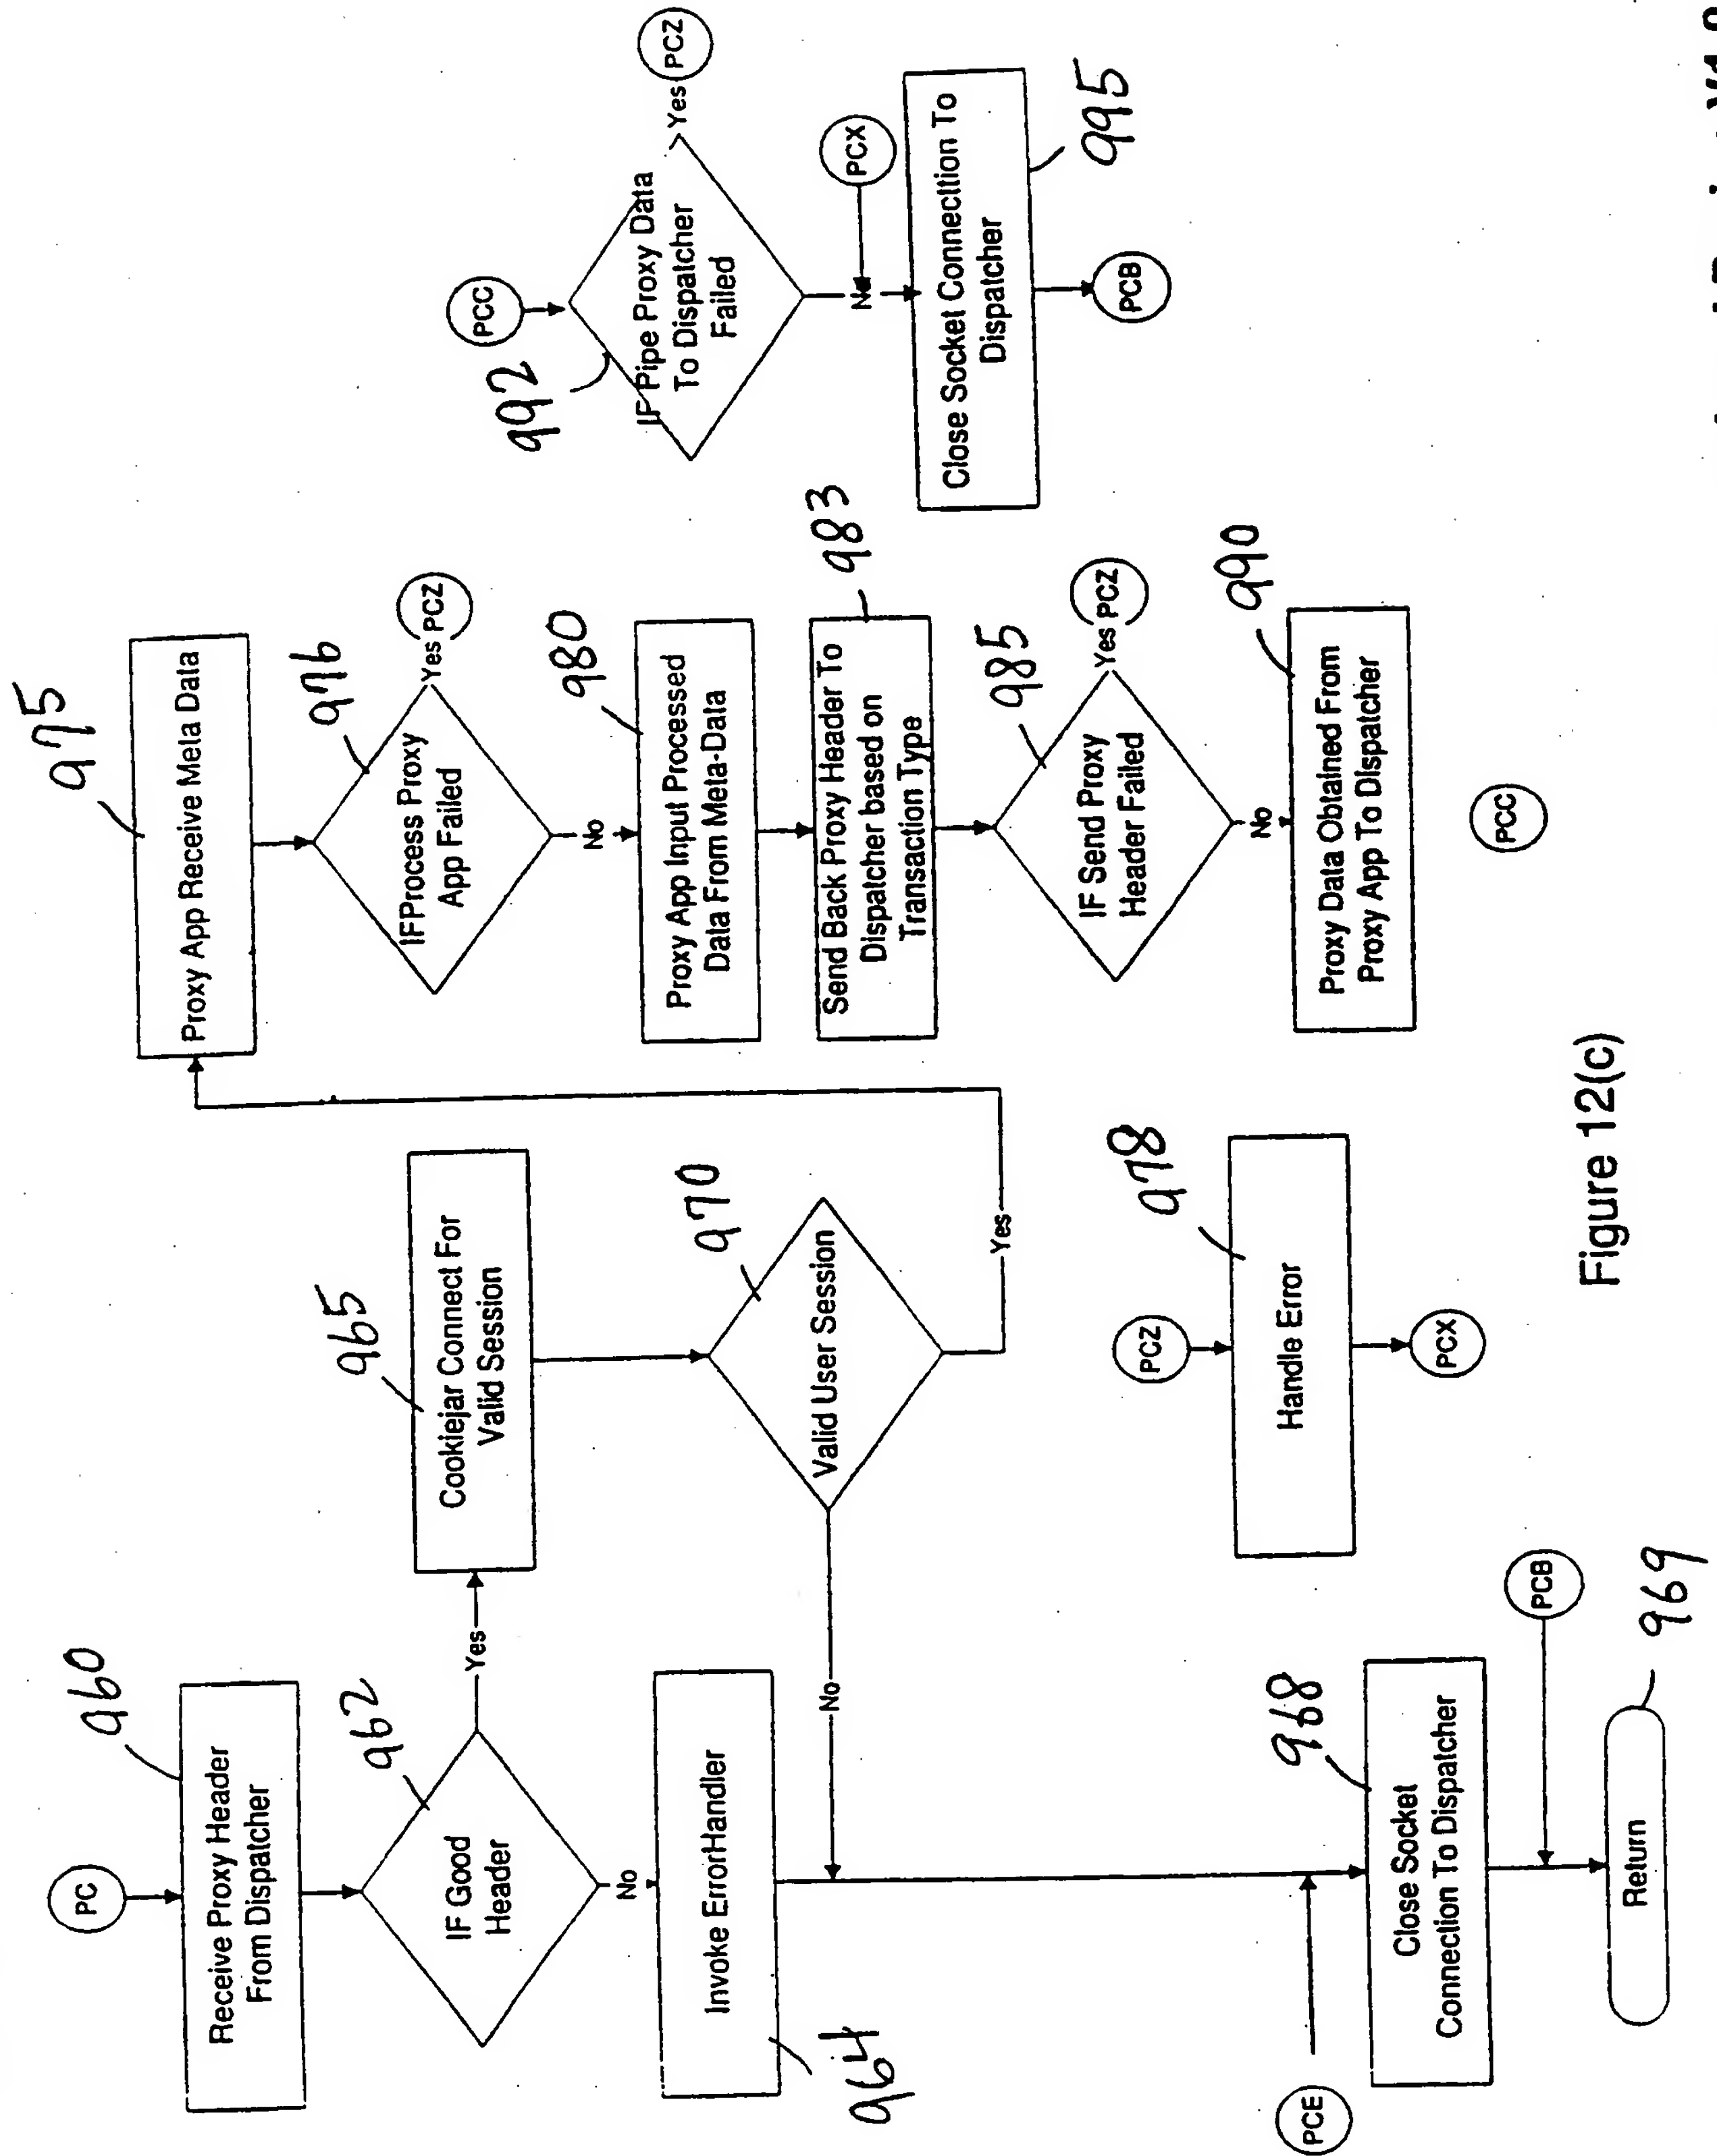 PC
960
Receive Proxy Header
From Dispatcher
962
IF Good
Header
Yes
No
964
Invoke ErrorHandler
965
Cookiejar Connect For
Valid Session
970
Valid User Session
No
Yes
PCE
968
Close Socket
Connection To Dispatcher
PCB
Return
969
PCZ
978
Handle Error
PCX
975
Proxy App Receive Meta Data
976
IFProcess Proxy
App Failed
Yes
PCZ
No
980
Proxy App Input Processed
Data From Meta-Data
983
Send Back Proxy Header To
Dispatcher based on
Transaction Type
985
IF Send Proxy
Header Failed
Yes
PCZ
No
990
Proxy Data Obtained From
Proxy App To Dispatcher
PCC
PCC
992
IF Pipe Proxy Data
To Dispatcher
Failed
Yes
PCZ
No
PCX
Close Socket Connection To
Dispatcher
995
PCB
Figure 12(c)